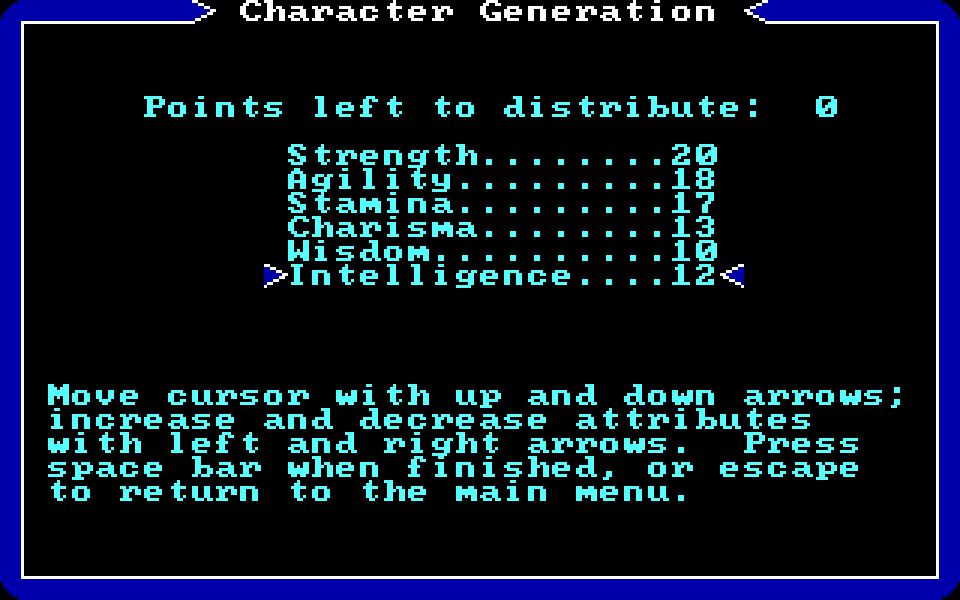 Character Generation
Points left to distribute:  0
Strength........20
Agility.........18
Stamina.........17
Charisma........13
Wisdom..........10
Intelligence....12
Move cursor with up and down arrows;
increase and decrease attributes
with left and right arrows.  Press
space bar when finished, or escape
to return to the main menu.